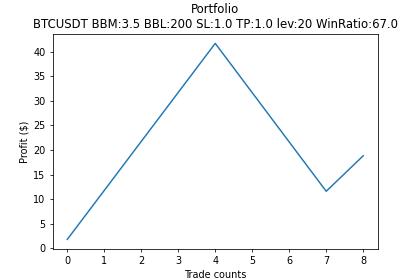 Portfolio
BTCUSDT BBM:3.5 BBL:200 SL:1.0 TP:1.0 lev:20 WinRatio:67.0
40
35
30
25
20
15
10
5
0
Profit ($)
0 1 2 3 4 5 6 7 8
Trade counts